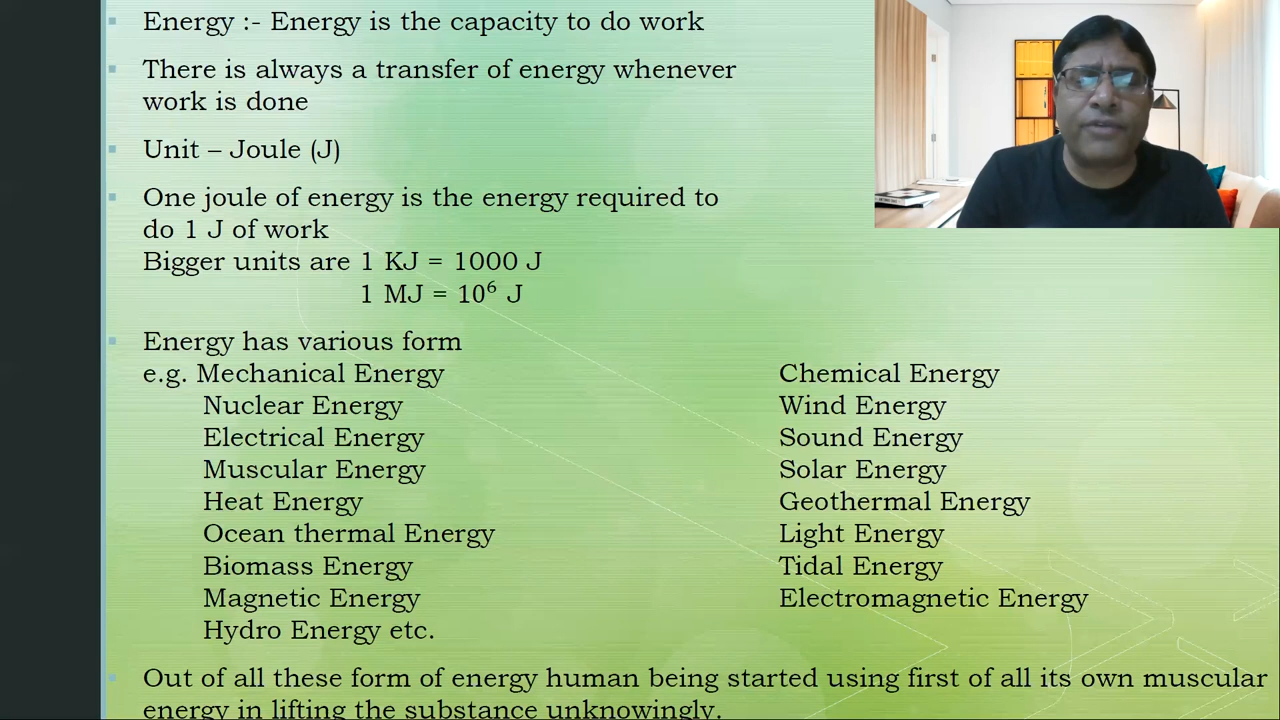 Energy :- Energy is the capacity to do work
There is always a transfer of energy whenever
work is done
Unit – Joule (J)
One joule of energy is the energy required to
do 1 J of work
Bigger units are 1 KJ = 1000 J
1 MJ = 10⁶ J
Energy has various form
e.g. Mechanical Energy
Nuclear Energy
Electrical Energy
Muscular Energy
Heat Energy
Ocean thermal Energy
Biomass Energy
Magnetic Energy
Hydro Energy etc.
Chemical Energy
Wind Energy
Sound Energy
Solar Energy
Geothermal Energy
Light Energy
Tidal Energy
Electromagnetic Energy
Out of all these form of energy human being started using first of all its own muscular
energy in lifting the substance unknowingly.